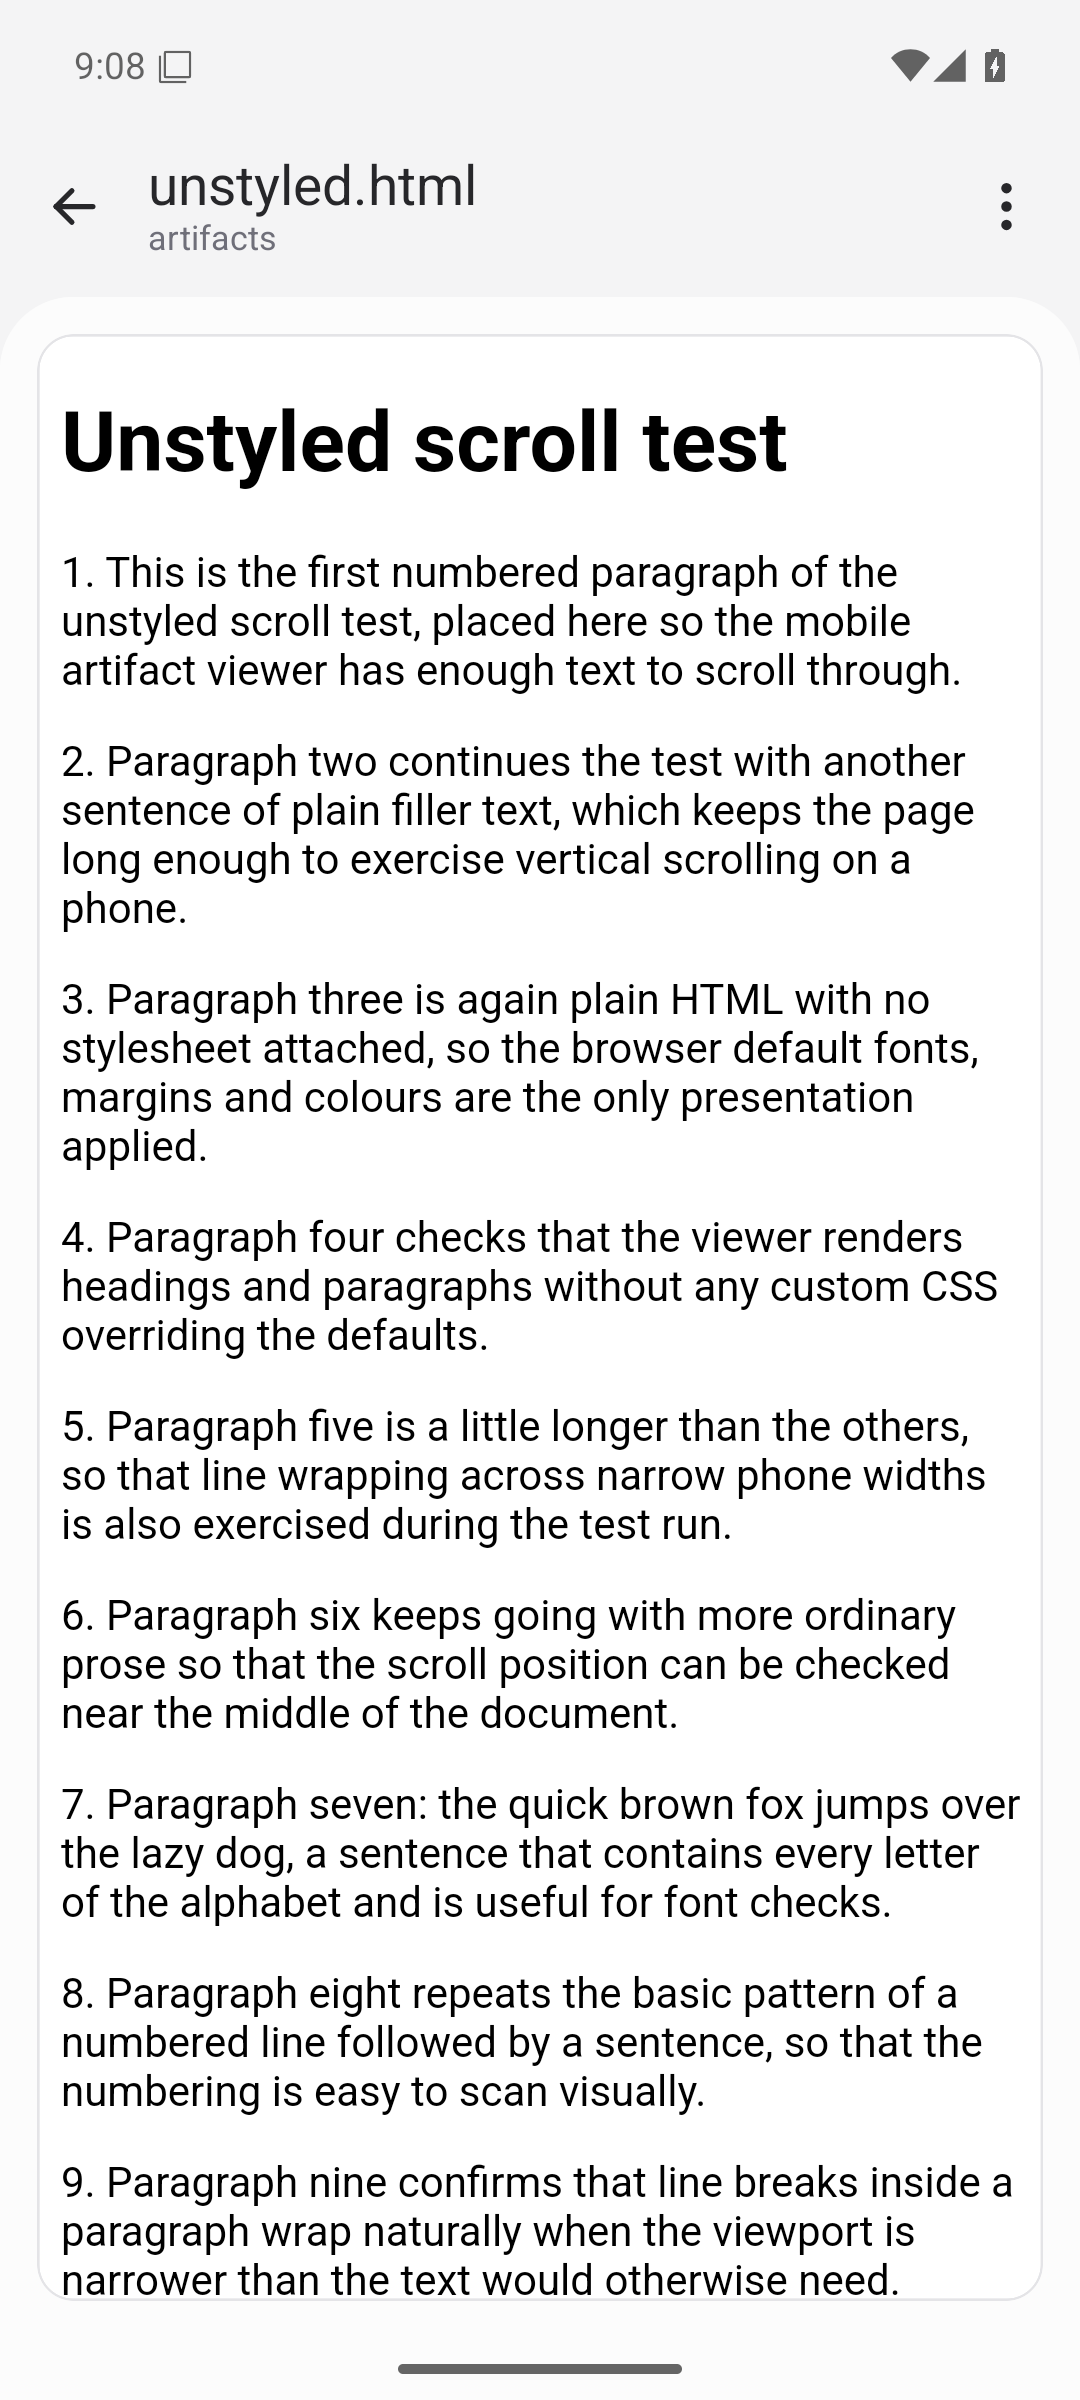 9:08
unstyled.html
artifacts
Unstyled scroll test
1. This is the first numbered paragraph of the
unstyled scroll test, placed here so the mobile
artifact viewer has enough text to scroll through.
2. Paragraph two continues the test with another
sentence of plain filler text, which keeps the page
long enough to exercise vertical scrolling on a
phone.
3. Paragraph three is again plain HTML with no
stylesheet attached, so the browser default fonts,
margins and colours are the only presentation
applied.
4. Paragraph four checks that the viewer renders
headings and paragraphs without any custom CSS
overriding the defaults.
5. Paragraph five is a little longer than the others,
so that line wrapping across narrow phone widths
is also exercised during the test run.
6. Paragraph six keeps going with more ordinary
prose so that the scroll position can be checked
near the middle of the document.
7. Paragraph seven: the quick brown fox jumps over
the lazy dog, a sentence that contains every letter
of the alphabet and is useful for font checks.
8. Paragraph eight repeats the basic pattern of a
numbered line followed by a sentence, so that the
numbering is easy to scan visually.
9. Paragraph nine confirms that line breaks inside a
paragraph wrap naturally when the viewport is
narrower than the text would otherwise need.